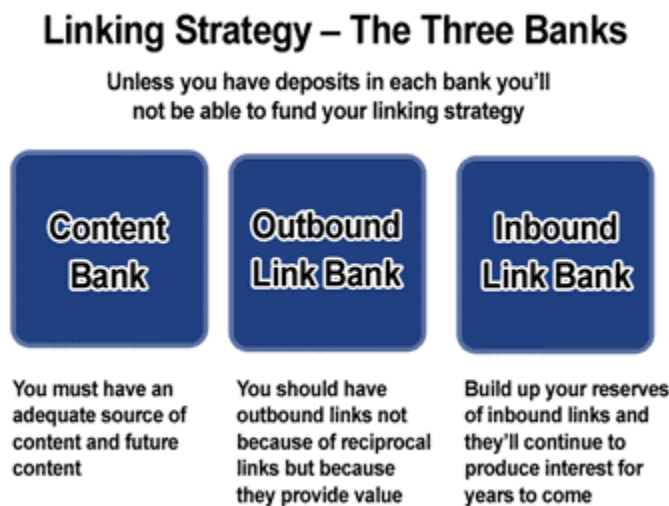 Linking Strategy – The Three Banks
Unless you have deposits in each bank you'll
not be able to fund your linking strategy
Content
Bank
Outbound
Link Bank
Inbound
Link Bank
You must have an
adequate source of
content and future
content
You should have
outbound links not
because of reciprocal
links but because
they provide value
Build up your reserves
of inbound links and
they'll continue to
produce interest for
years to come